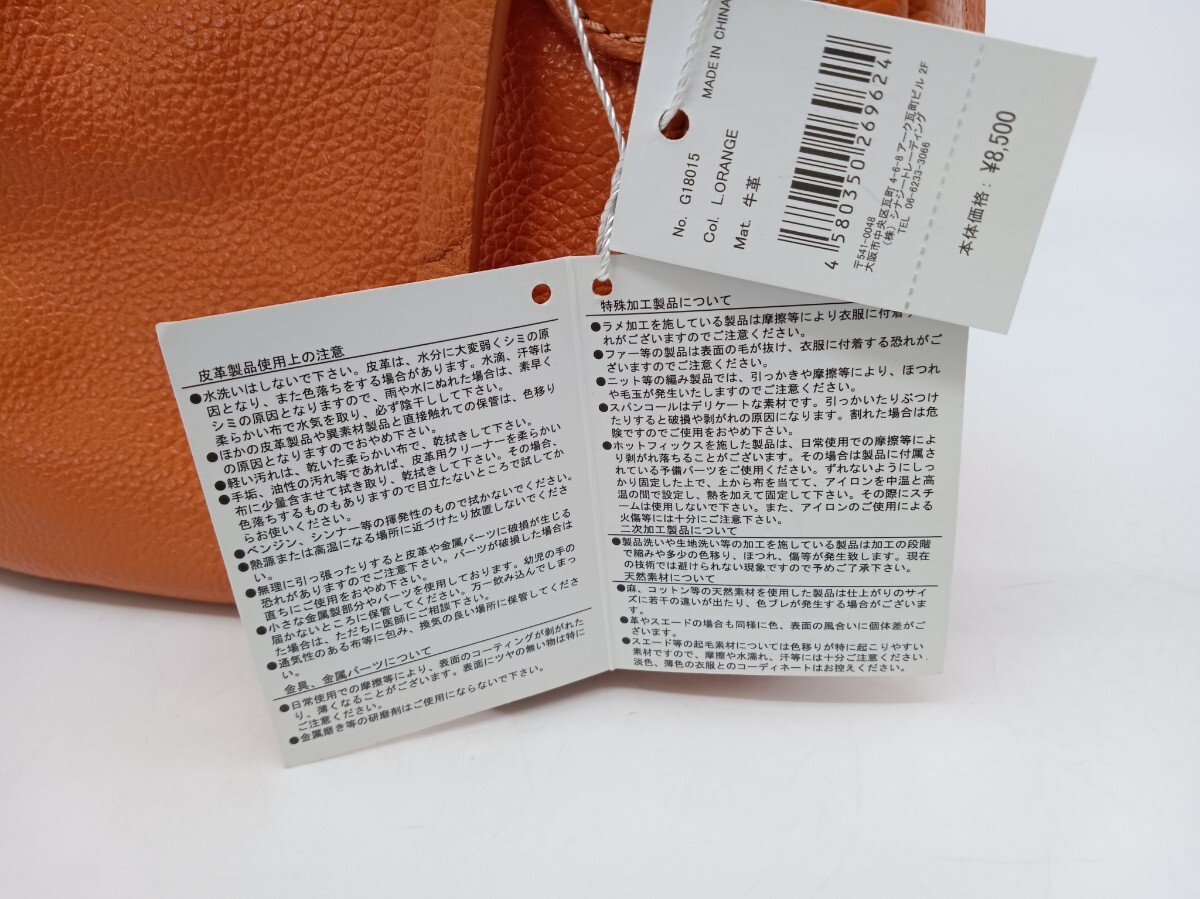 MADE IN CHINA
No. G18015
Col. L.ORANGE
Mat. 牛革
4 580350 269624
〒541-0048
大阪市中央区瓦町 4-6-8 アーク瓦町ビル 2F
(株)シナジートレーディング
TEL 06-6233-3066
本体価格: ¥8,500
皮革製品使用上の注意
●水洗いはしないで下さい。皮革は、水分に大変弱くシミの原
因となり、また色落ちをする場合があります。水滴、汗等は
シミの原因となりますので、雨や水にぬれた場合は、素早く
柔らかい布で水気を取り、必ず陰干しして下さい。
●ほかの皮革製品や異素材製品と直接触れての保管は、色移り
の原因となりますのでおやめ下さい。
●軽い汚れは、乾いた柔らかい布で、乾拭きして下さい。
●手垢、油性の汚れ等であれば、皮革用クリーナーを柔らかい
布に少量含ませて拭き取り、乾拭きして下さい。その場合、
色落ちするものもありますので目立たないところで試してか
らお使いください。
●ベンジン、シンナー等の揮発性のもので拭かないでください。
●熱源または高温になる場所に近づけたり放置しないでくださ
い。
●無理に引っ張ったりすると皮革や金属パーツに破損が生じる
恐れがありますのでご注意下さい。パーツが破損した場合は
直ちにご使用をおやめ下さい。
●小さな金属製部分やパーツを使用しております。幼児の手の
届かないところに保管してください。万一飲み込んでしまっ
た場合は、ただちに医師にご相談下さい。
●通気性のある布等に包み、換気の良い場所に保管してくださ
い。
金具、金属パーツについて
●日常使用での摩擦等により、表面のコーティングが剥がれた
り、薄くなることがございます。表面にツヤの無い物は特に
ご注意ください。
●金属磨き等の研磨剤はご使用にならないで下さい。
特殊加工製品について
●ラメ加工を施している製品は摩擦等により衣服に付着
れがございますのでご注意ください。
●ファー等の製品は表面の毛が抜け、衣服に付着する恐れがご
ざいますのでご注意ください。
●ニット等の編み製品では、引っかきや摩擦等により、ほつれ
や毛玉が発生いたしますのでご注意ください。
●スパンコールはデリケートな素材です。引っかいたりぶつけ
たりすると破損や剥がれの原因になります。割れた場合は危
険ですのでご使用をおやめ下さい。
●ホットフィックスを施した製品は、日常使用での摩擦等によ
り剥がれ落ちることがございます。その場合は製品に付属さ
れている予備パーツをご使用ください。ずれないようにしっ
かり固定した上で、上から布を当てて、アイロンを中温と高
温の間で設定し、熱を加えて固定して下さい。その際にスチ
ームは使用しないで下さい。また、アイロンのご使用による
火傷等には十分にご注意下さい。
二次加工製品について
●製品洗いや生地洗い等の加工を施している製品は加工の段階
で縮みや多少の色移り、ほつれ、傷等が発生致します。現在
の技術では避けられない現象ですので予めご了承下さい。
天然素材について
●麻、コットン等の天然素材を使用した製品は仕上がりのサイ
ズに若干の違いが出たり、色ブレが発生する場合がございま
す。
●革やスエードの場合も同様に色、表面の風合いに個体差がご
ざいます。
●スエード等の起毛素材については色移りが特に起こりやすい
素材ですので、摩擦や水濡れ、汗等には十分ご注意ください.
淡色、薄色の衣服とのコーディネートはお控えください。